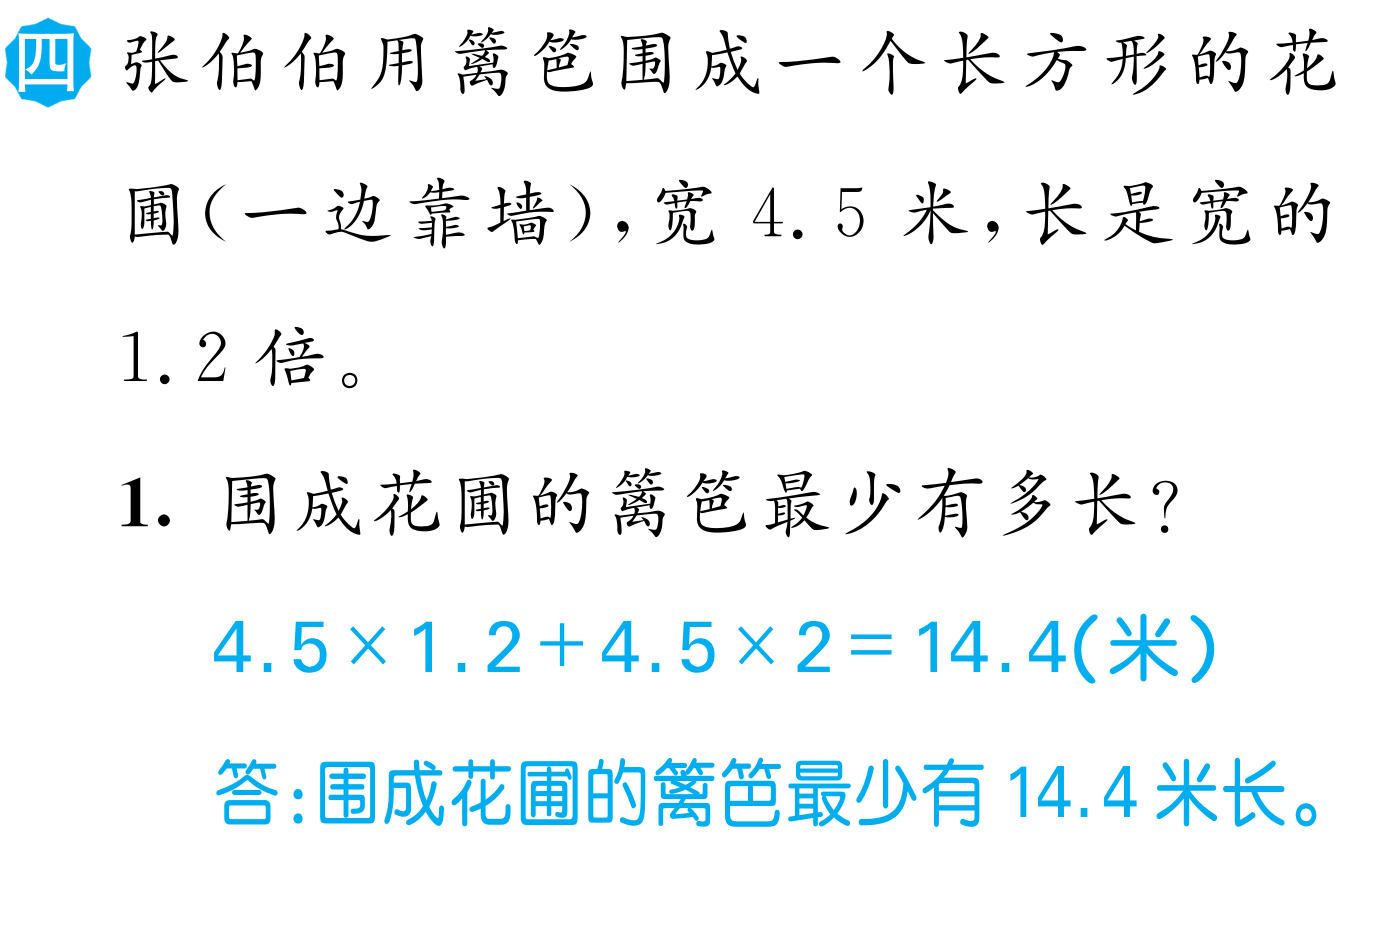 四 张伯伯用篱笆围成一个长方形的花
圃(一边靠墙),宽 4.5 米,长是宽的
1.2 倍。
1. 围成花圃的篱笆最少有多长?
4.5×1.2+4.5×2=14.4(米)
答:围成花圃的篱笆最少有 14.4 米长。